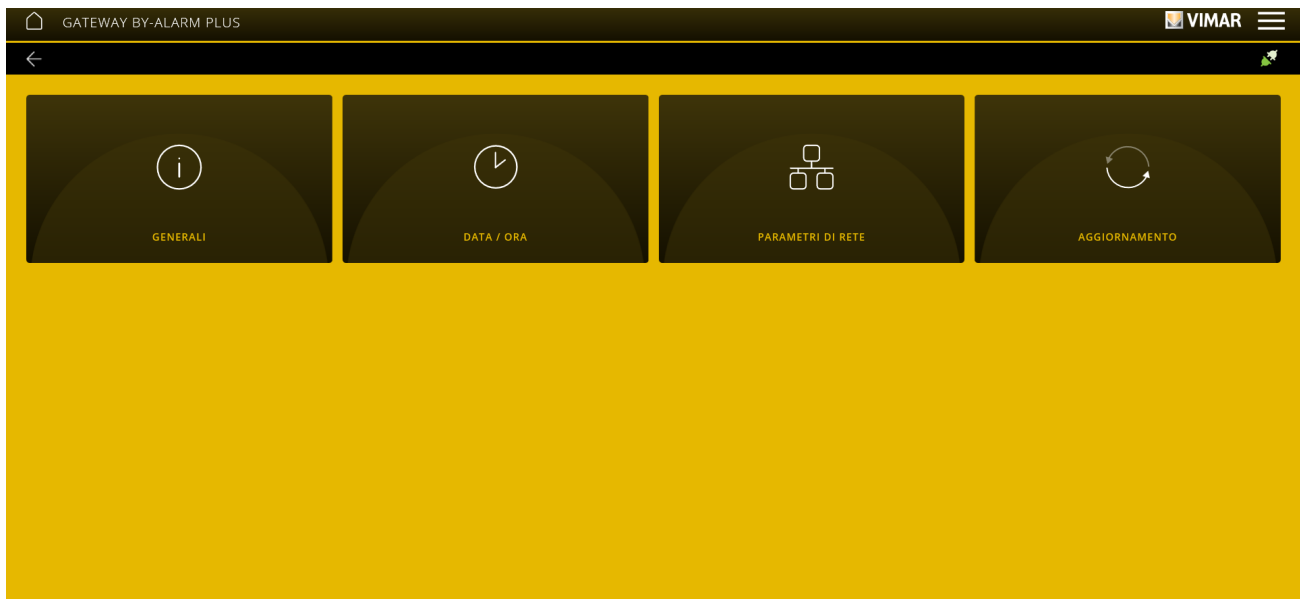 GATEWAY BY-ALARM PLUS
VIMAR
GENERALI
DATA / ORA
PARAMETRI DI RETE
AGGIORNAMENTO